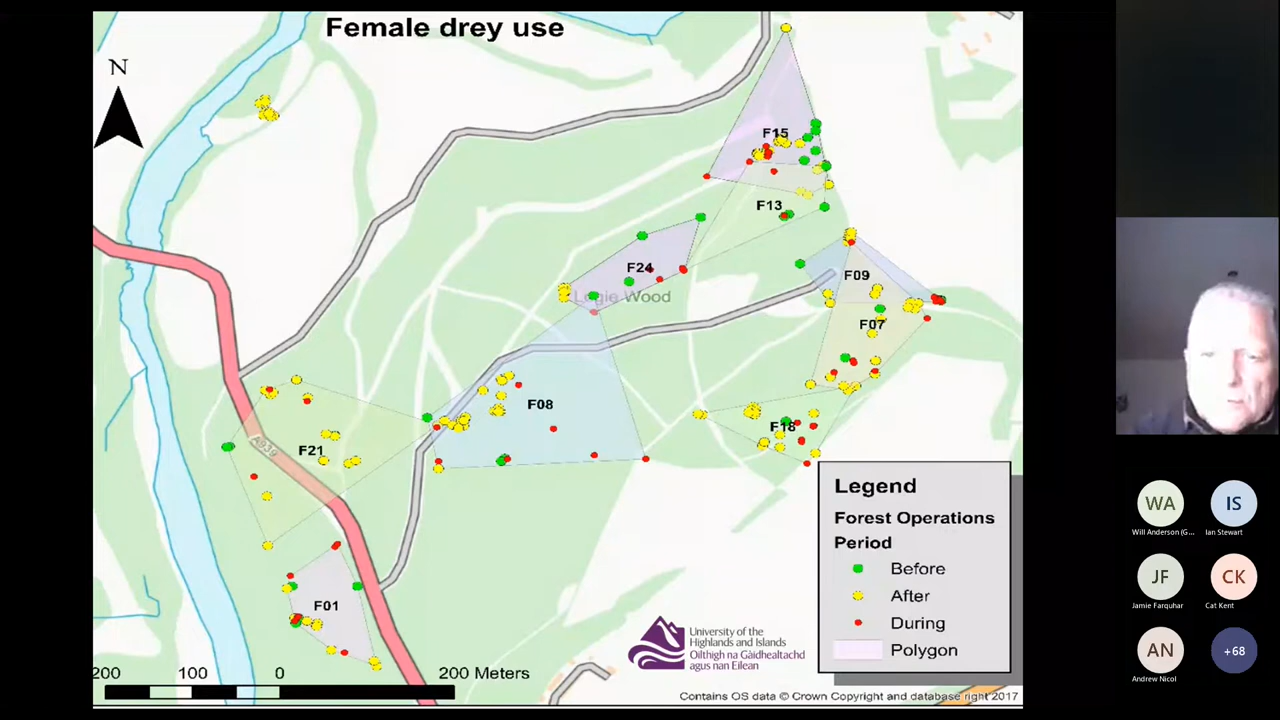 Female drey use
N
F15
F13
F24
Logie Wood
F09
F07
F08
F18
F21
A939
F01
Legend
Forest Operations
Period
Before
After
During
Polygon
200 100 0 200 Meters
University of the
Highlands and Islands
Oilthigh na Gàidhealtachd
agus nan Eilean
Contains OS data © Crown Copyright and database right 2017
WA
Will Anderson (G...
IS
Ian Stewart
JF
Jamie Farquhar
CK
Cat Kent
AN
Andrew Nicol
+68